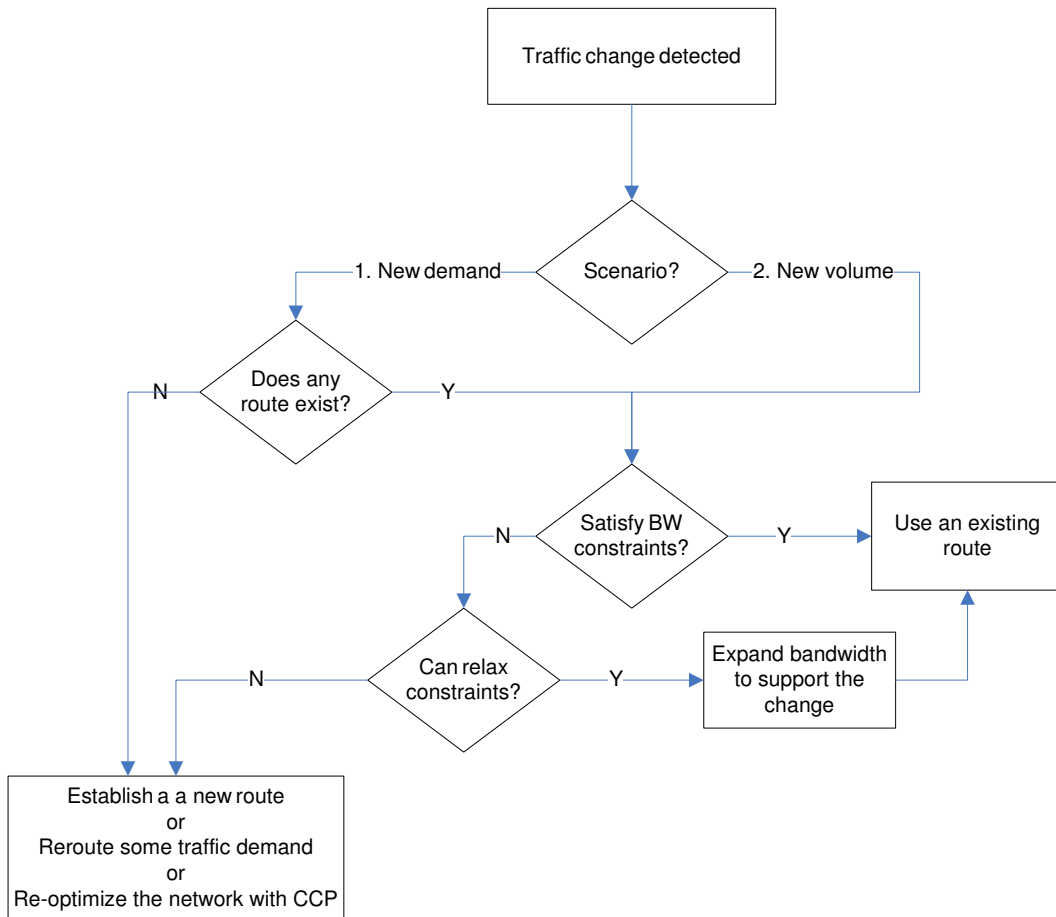 Traffic change detected
1. New demand
Scenario?
2. New volume
N
Does any
route exist?
Y
N
Satisfy BW
constraints?
Y
Use an existing
route
N
Can relax
constraints?
Y
Expand bandwidth
to support the
change
Establish a a new route
or
Reroute some traffic demand
or
Re-optimize the network with CCP